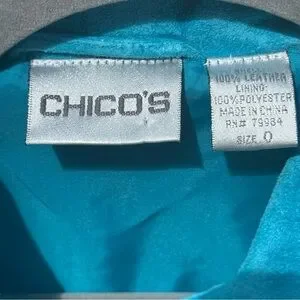 CHICO'S
100% LEATHER
LINING:
100% POLYESTER
MADE IN CHINA
RN# 79984
SIZE 0